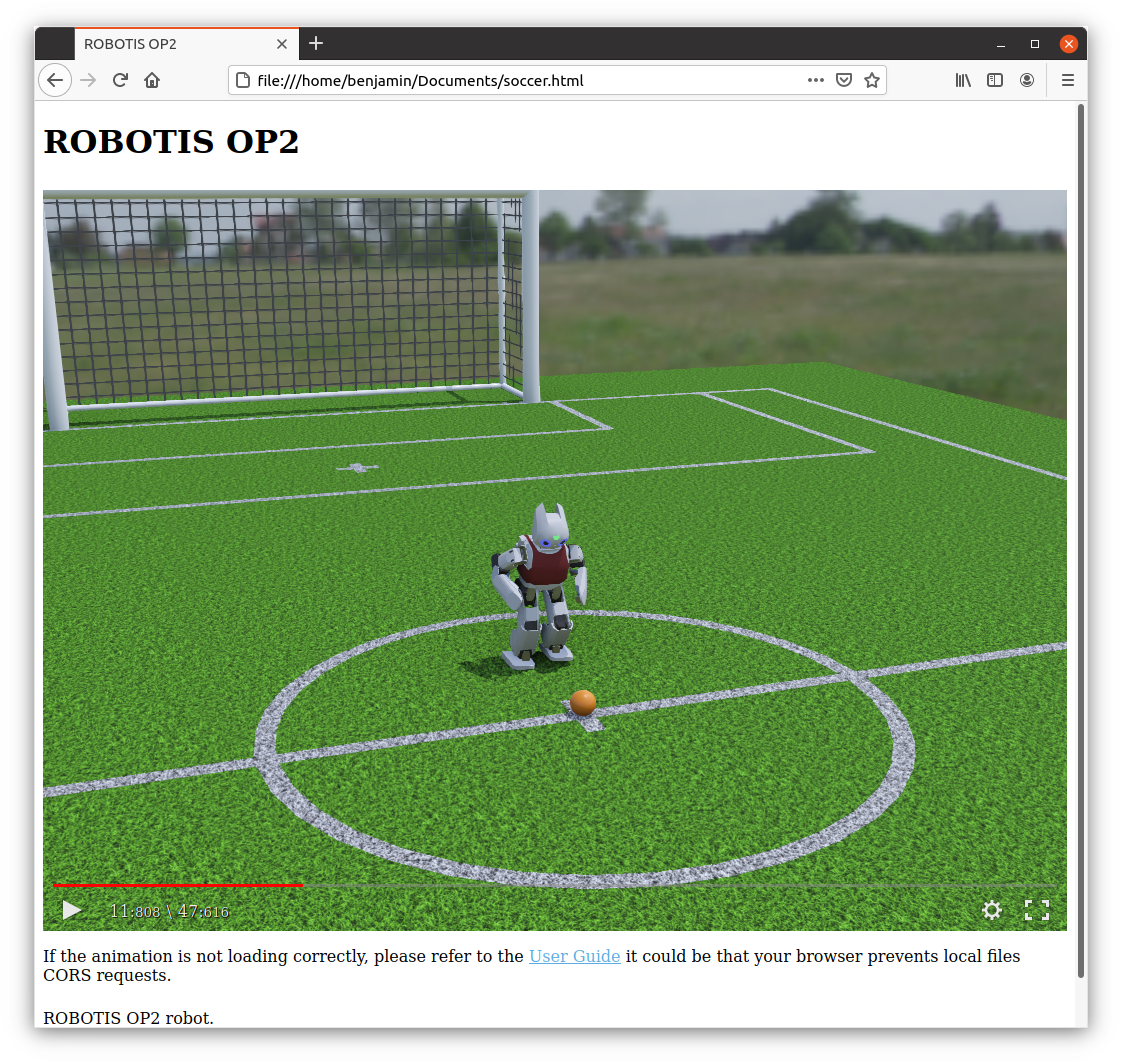 ROBOTIS OP2
file:///home/benjamin/Documents/soccer.html
ROBOTIS OP2
11:808 \ 47:616
If the animation is not loading correctly, please refer to the User Guide it could be that your browser prevents local files
CORS requests.
ROBOTIS OP2 robot.